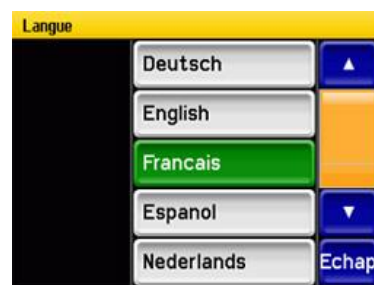 Langue
Deutsch
English
Francais
Espanol
Nederlands
Echap